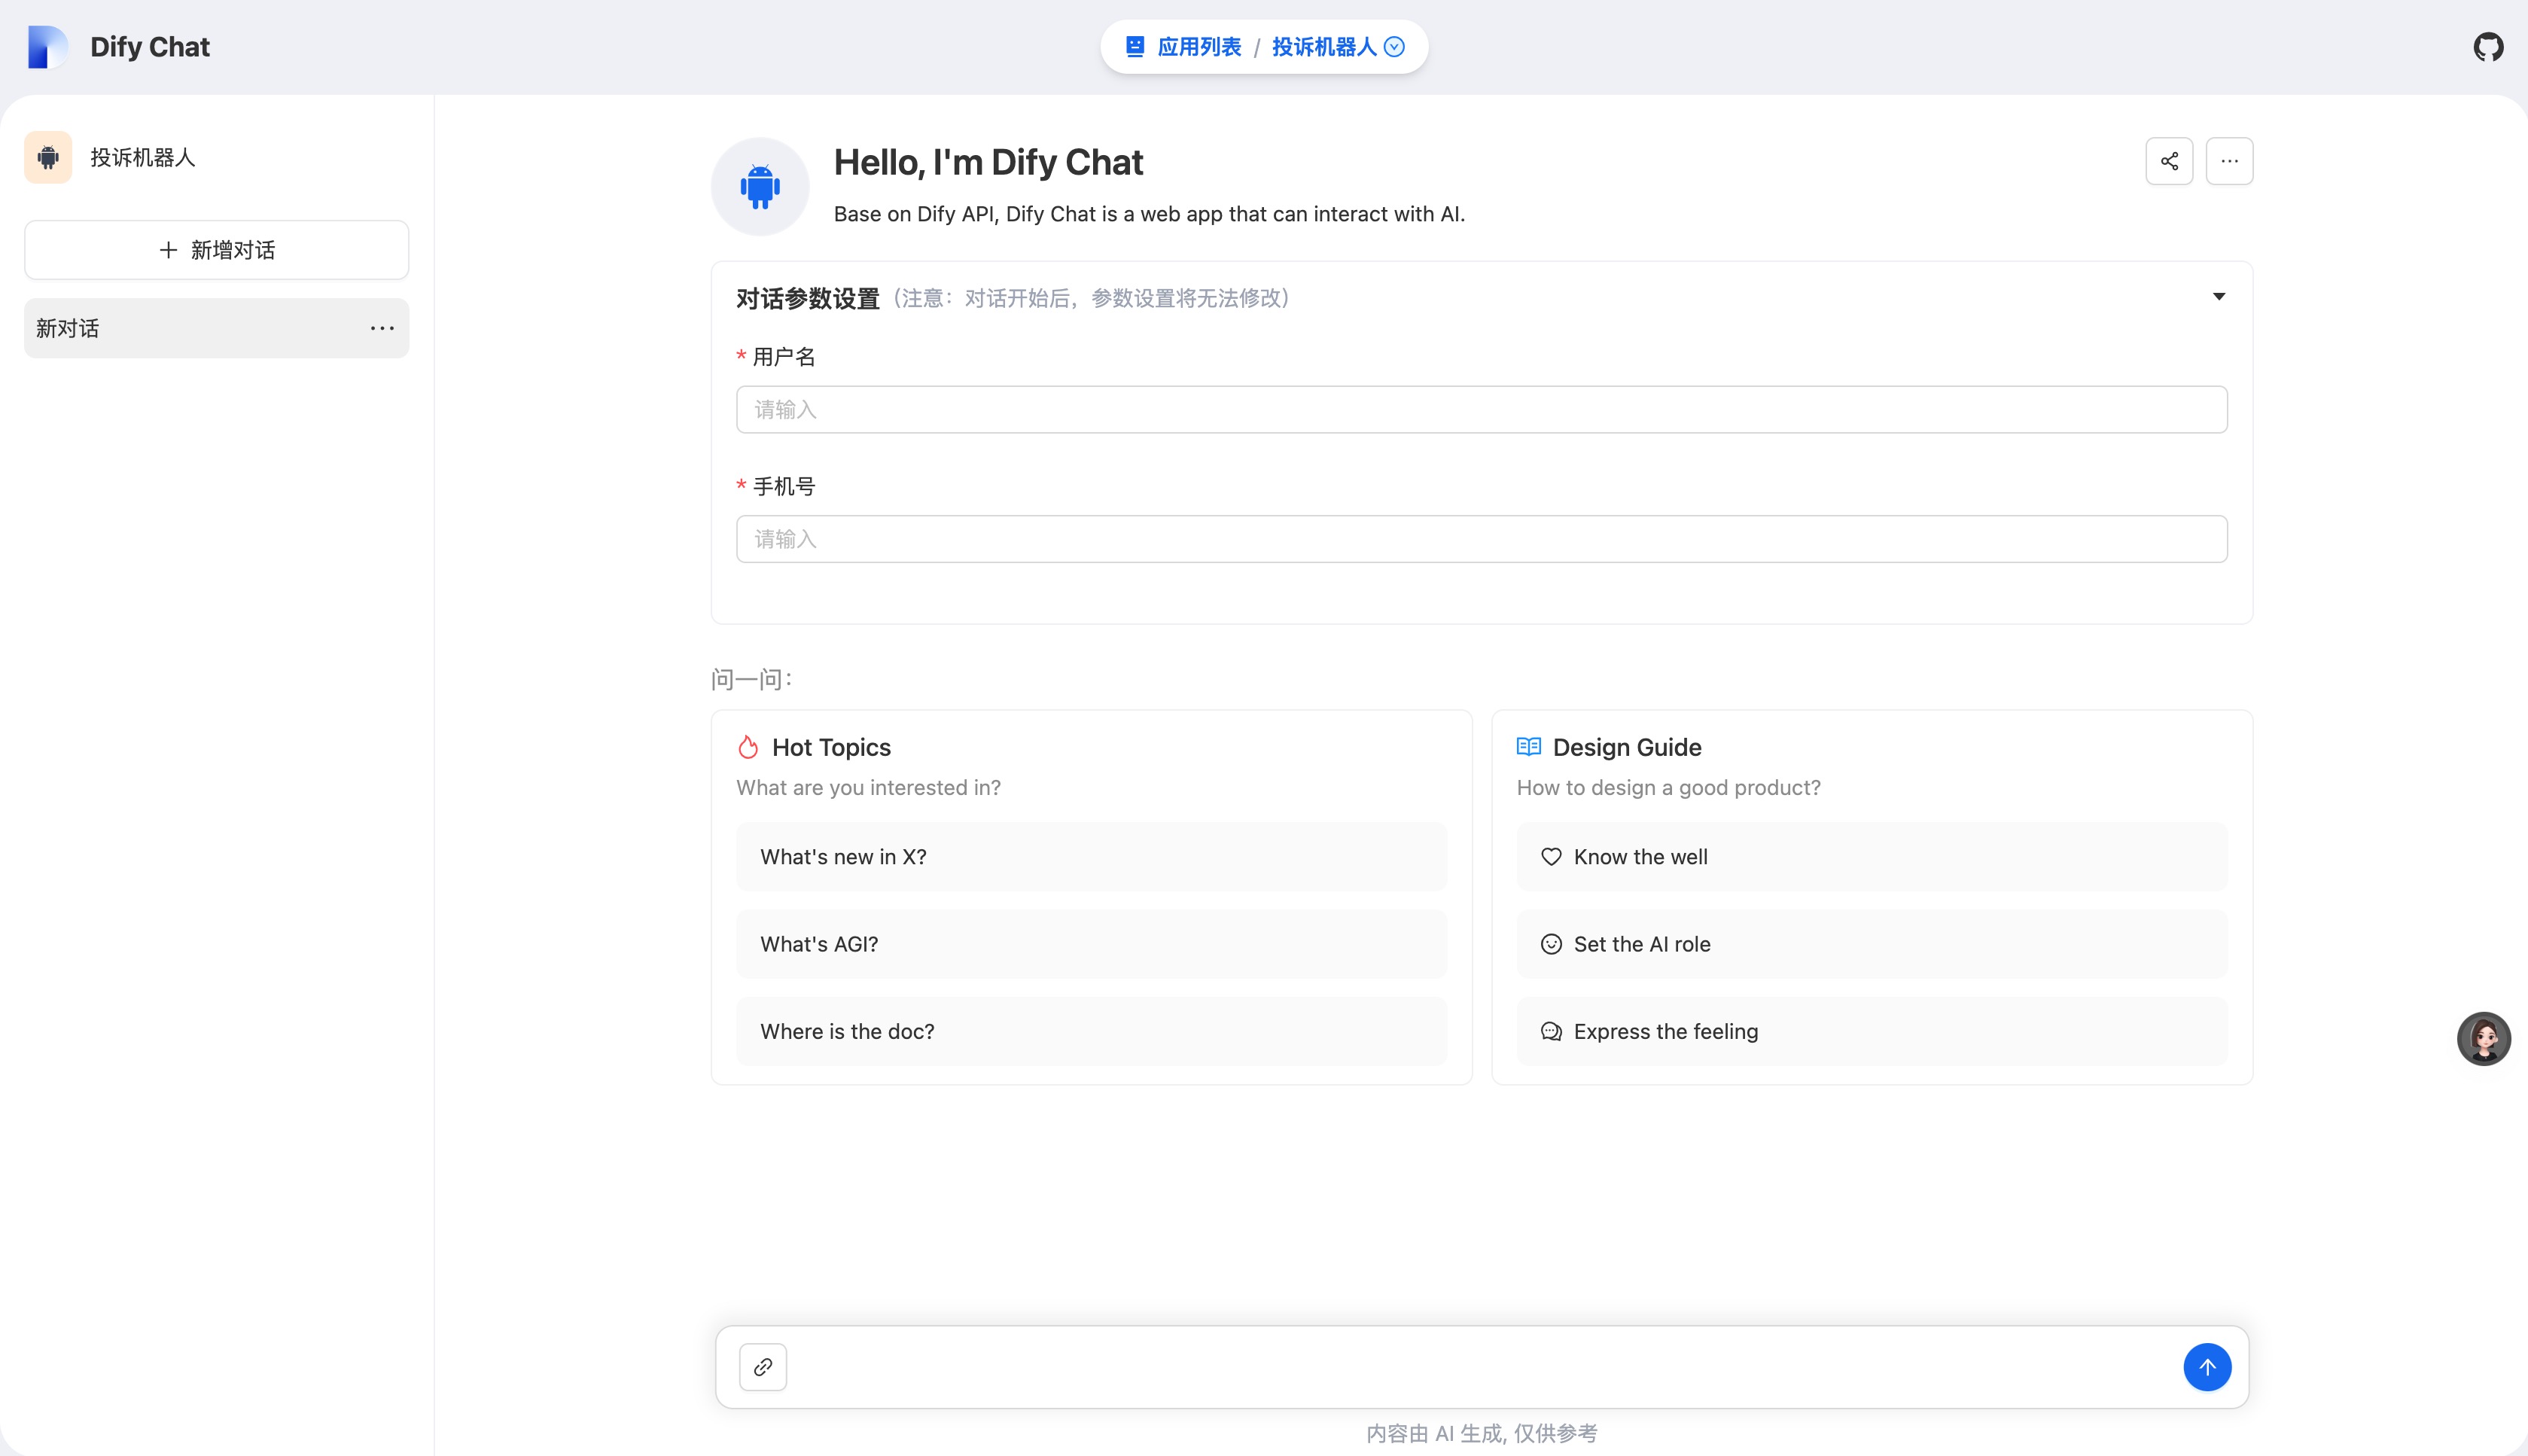 Dify Chat
应用列表 / 投诉机器人
投诉机器人
新增对话
新对话
Hello, I'm Dify Chat
Base on Dify API, Dify Chat is a web app that can interact with AI.
对话参数设置（注意：对话开始后，参数设置将无法修改）
* 用户名
请输入
* 手机号
请输入
问一问：
Hot Topics
What are you interested in?
What's new in X?
What's AGI?
Where is the doc?
Design Guide
How to design a good product?
Know the well
Set the AI role
Express the feeling
内容由 AI 生成, 仅供参考